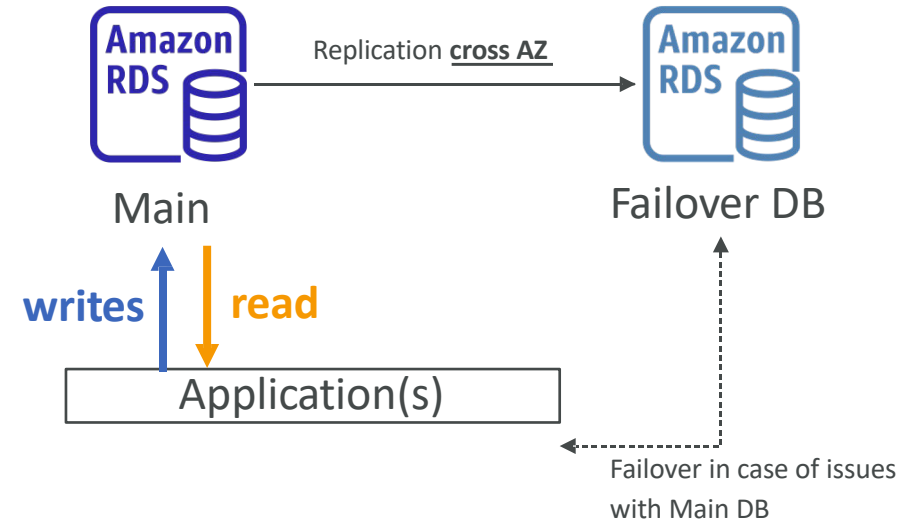 Amazon
RDS
Replication cross AZ
Amazon
RDS
Main
Failover DB
writes
read
Application(s)
Failover in case of issues
with Main DB